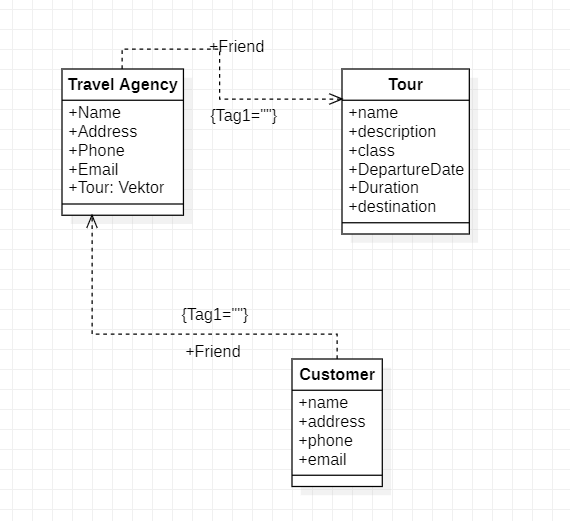 +Friend
Travel Agency
+Name
+Address
+Phone
+Email
+Tour: Vektor
{Tag1=""}
Tour
+name
+description
+class
+DepartureDate
+Duration
+destination
{Tag1=""}
+Friend
Customer
+name
+address
+phone
+email